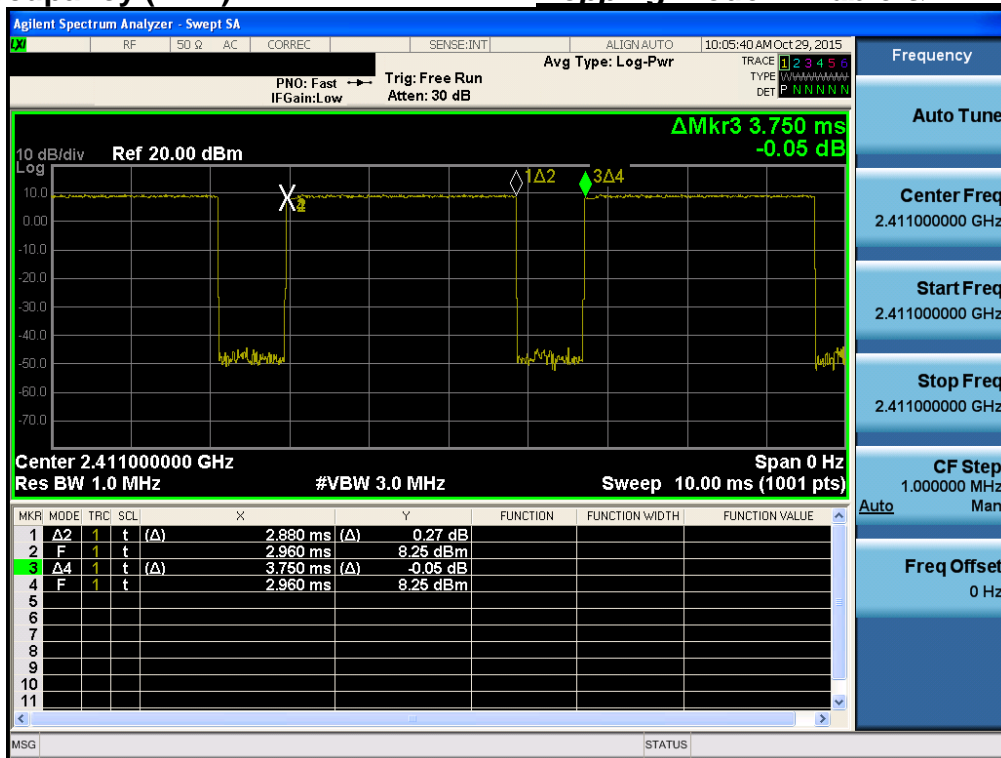 Agilent Spectrum Analyzer - Swept SA
LXI RF 50 Ω AC CORREC SENSE:INT ALIGN AUTO 10:05:40 AM Oct 29, 2015
PNO: Fast
IFGain:Low
Trig: Free Run
Atten: 30 dB
Avg Type: Log-Pwr
TRACE 1 2 3 4 5 6
TYPE
DET P N N N N N
ΔMkr3 3.750 ms
-0.05 dB
10 dB/div Ref 20.00 dBm
Log
10.0
0.00
-10.0
-20.0
-30.0
-40.0
-50.0
-60.0
-70.0
1Δ2
3Δ4
Center 2.411000000 GHz Span 0 Hz
Res BW 1.0 MHz #VBW 3.0 MHz Sweep 10.00 ms (1001 pts)
MKR MODE TRC SCL X Y FUNCTION FUNCTION WIDTH FUNCTION VALUE
1 Δ2 1 t (Δ) 2.880 ms (Δ) 0.27 dB
2 F 1 t 2.960 ms 8.25 dBm
3 Δ4 1 t (Δ) 3.750 ms (Δ) -0.05 dB
4 F 1 t 2.960 ms 8.25 dBm
5
6
7
8
9
10
11
MSG STATUS
Frequency
Auto Tune
Center Freq
2.411000000 GHz
Start Freq
2.411000000 GHz
Stop Freq
2.411000000 GHz
CF Step
1.000000 MHz
Auto Man
Freq Offset
0 Hz